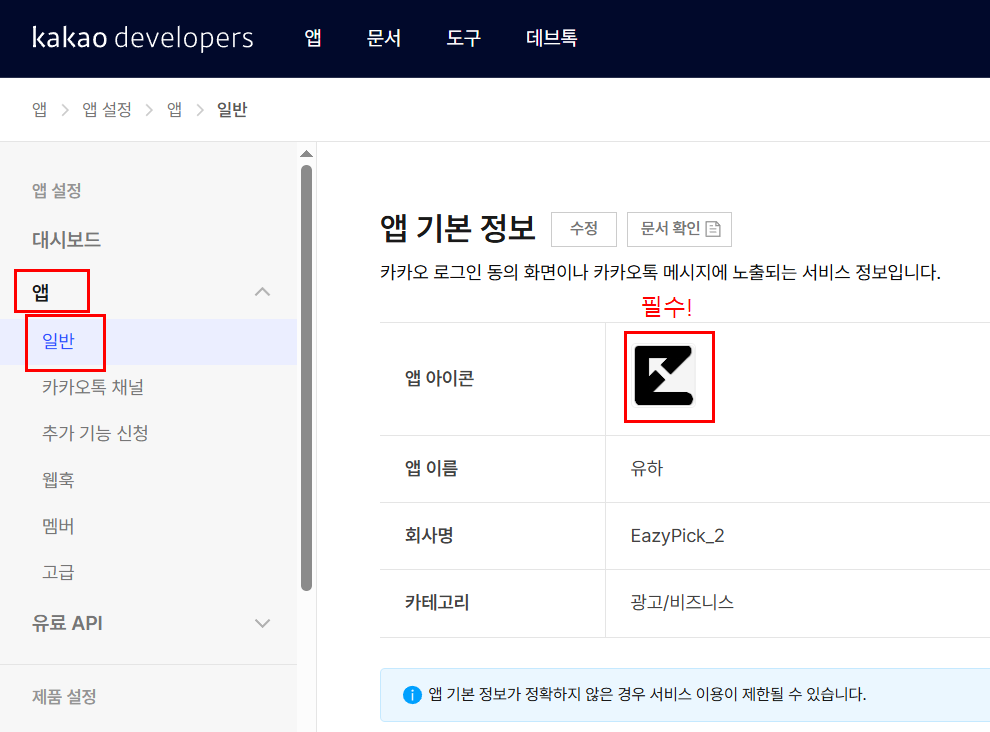 kakao developers 앱 문서 도구 데브톡
앱 > 앱 설정 > 앱 > 일반
앱 설정
대시보드
앱
일반
카카오톡 채널
추가 기능 신청
웹훅
멤버
고급
유료 API
제품 설정
앱 기본 정보 수정 문서 확인
카카오 로그인 동의 화면이나 카카오톡 메시지에 노출되는 서비스 정보입니다.
필수!
앱 아이콘
앱 이름 유하
회사명 EazyPick_2
카테고리 광고/비즈니스
앱 기본 정보가 정확하지 않은 경우 서비스 이용이 제한될 수 있습니다.